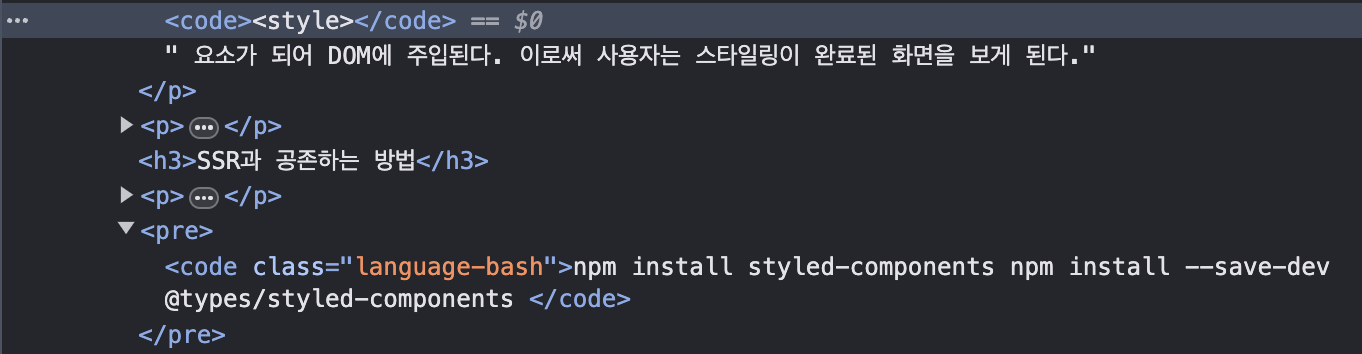 <code><style></code> == $0
" 요소가 되어 DOM에 주입된다. 이로써 사용자는 스타일링이 완료된 화면을 보게 된다."
</p>
<p>…</p>
<h3>SSR과 공존하는 방법</h3>
<p>…</p>
<pre>
<code class="language-bash">npm install styled-components npm install --save-dev
@types/styled-components </code>
</pre>